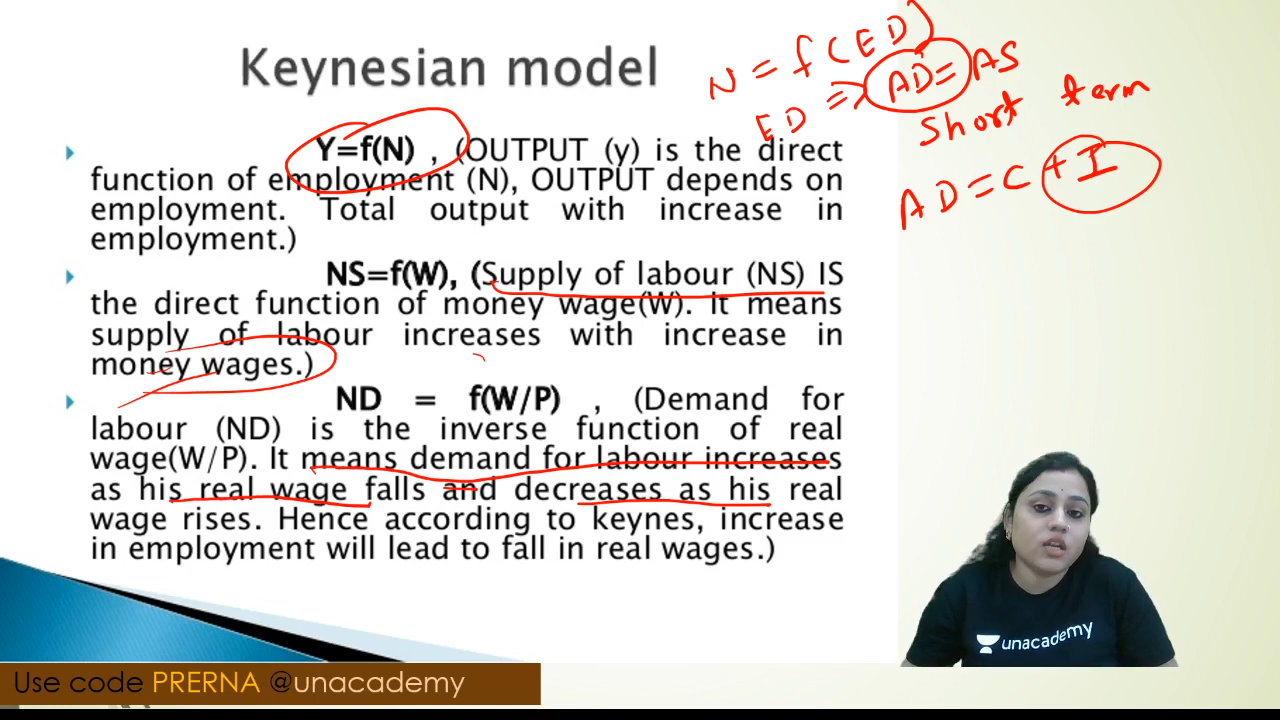 Keynesian model
N = f(ED)
ED => AD = AS
Short term
AD = C + I
Y=f(N) , (OUTPUT (y) is the direct
function of employment (N), OUTPUT depends on
employment. Total output with increase in
employment.)
NS=f(W), (Supply of labour (NS) IS
the direct function of money wage(W). It means
supply of labour increases with increase in
money wages.)
ND = f(W/P) , (Demand for
labour (ND) is the inverse function of real
wage(W/P). It means demand for labour increases
as his real wage falls and decreases as his real
wage rises. Hence according to keynes, increase
in employment will lead to fall in real wages.)
unacademy
Use code PRERNA @unacademy